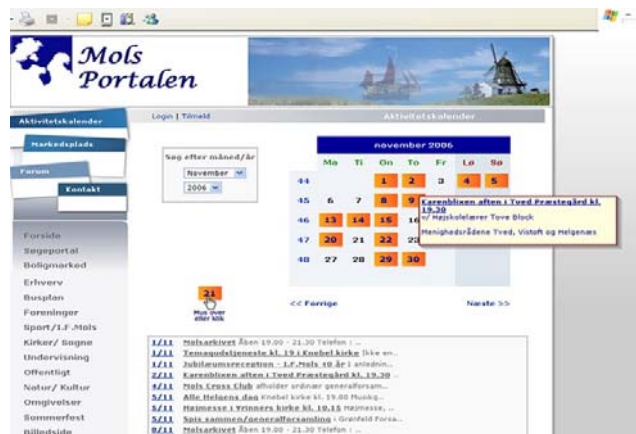 Mols
Portalen
Aktivitetskalender
Markedsplads
Forum
Kontakt
Login | Tilmeld
Aktivitetskalender
Søg efter måned/år
November
2006
november 2006
Ma Ti On To Fr Lø Sø
44 1 2 3 4 5
45 6 7 8 9
46 13 14 15 16
47 20 21 22 23
48 27 28 29 30
Karenblixen aften i Tved Præstegård kl.
19.30
v/ Højskolelærer Tove Block
Menighedsrådene Tved, Vistoft og Helgenæs
21
Mus over
eller klik
<< Forrige
Næste >>
Forside
Søgeportal
Boligmarked
Erhverv
Busplan
Foreninger
Sport/I.F.Mols
Kirker/ Sogne
Undervisning
Offentligt
Natur/ Kultur
Omgivelser
Sommerfest
Billedside
1/11 Molsarkivet Åben 19.00 - 21.30 Telefon : ...
1/11 Temagudstjeneste kl. 19 i Knebel kirke Ikke en..
1/11 Jubilæumsreception - I.F.Mols 40 år I anlednin..
2/11 Karenblixen aften i Tved Præstegård kl. 19.30 ..
4/11 Mols Cross Club afholder ordinær generalforsam..
5/11 Alle Helgens dag Knebel kirke kl. 19.00 Musikg..
5/11 Højmesse i Vrinners kirke kl. 10.15 Højmesse, ..
5/11 Spis sammen/generalforsamling i Grønfeld Forsa..
8/11 Molsarkivet Åben 19.00 - 21.30 Telefon : ...